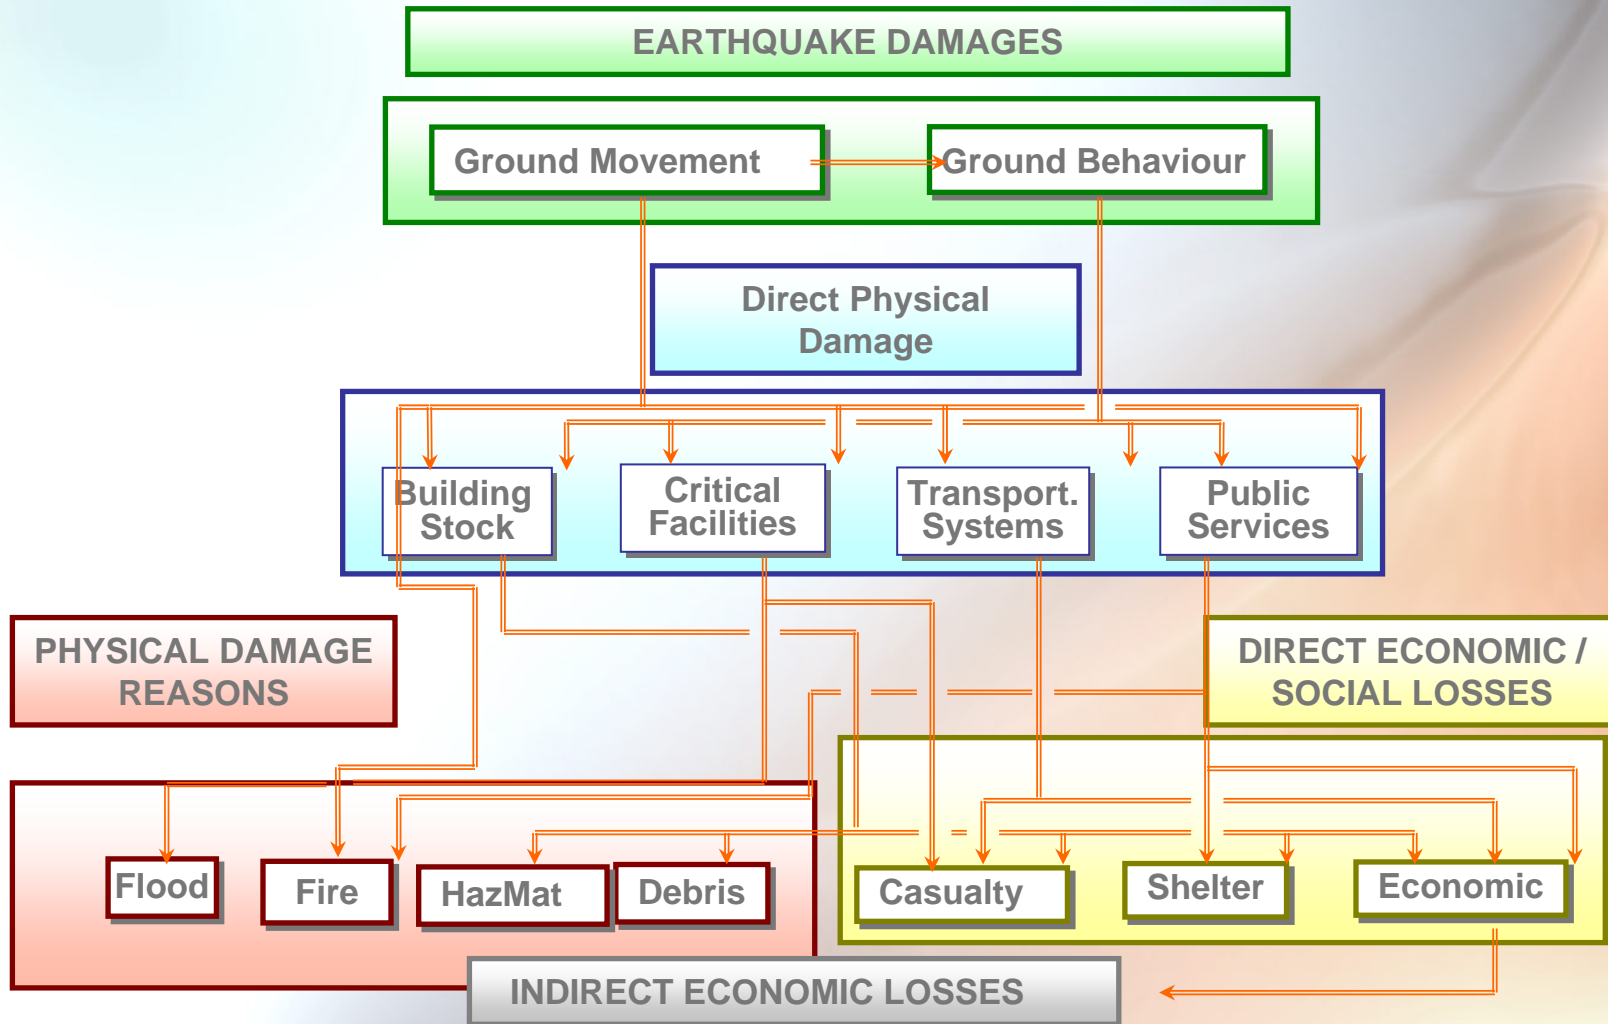 EARTHQUAKE DAMAGES
Ground Movement
Ground Behaviour
Direct Physical
Damage
Building
Stock
Critical
Facilities
Transport.
Systems
Public
Services
PHYSICAL DAMAGE
REASONS
DIRECT ECONOMIC /
SOCIAL LOSSES
Flood
Fire
HazMat
Debris
Casualty
Shelter
Economic
INDIRECT ECONOMIC LOSSES